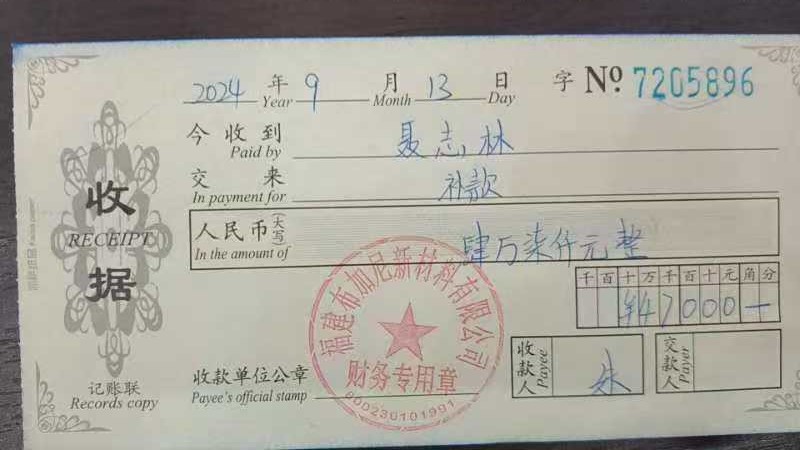 2024 年 Year 9 月 Month 13 日 Day 字 Nº 7205896
今收到 Paid by 聂志林
交来 In payment for 补款
人民币(大写) In the amount of 肆万柒仟元整
千百十万千百十元角分
¥47000—
收据
RECEIPT
福建布加尼新材料有限公司
财务专用章
000230101991
收款单位公章 Payee's official stamp
收款人 Payee 朱
交款人 Payer
记账联
Records copy